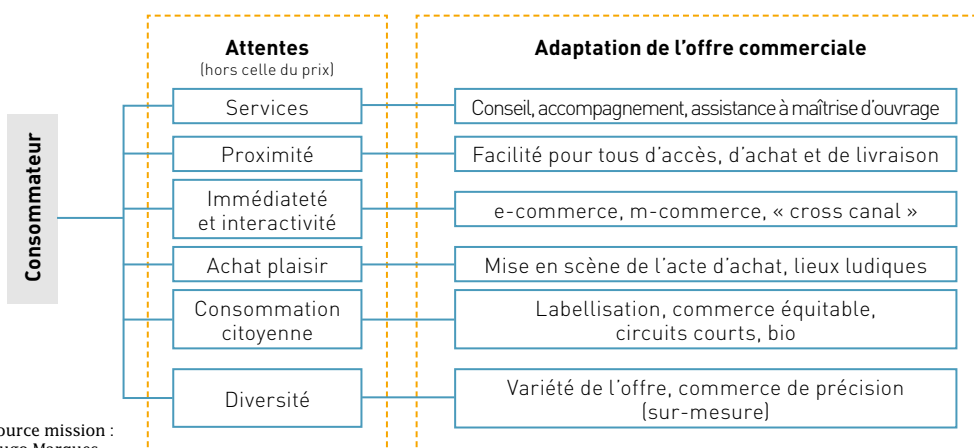 Attentes
(hors celle du prix)
Adaptation de l'offre commerciale
Consommateur
Services
Conseil, accompagnement, assistance à maîtrise d'ouvrage
Proximité
Facilité pour tous d'accès, d'achat et de livraison
Immédiateté
et interactivité
e-commerce, m-commerce, « cross canal »
Achat plaisir
Mise en scène de l'acte d'achat, lieux ludiques
Consommation
citoyenne
Labellisation, commerce équitable,
circuits courts, bio
Diversité
Variété de l'offre, commerce de précision
(sur-mesure)
mission :